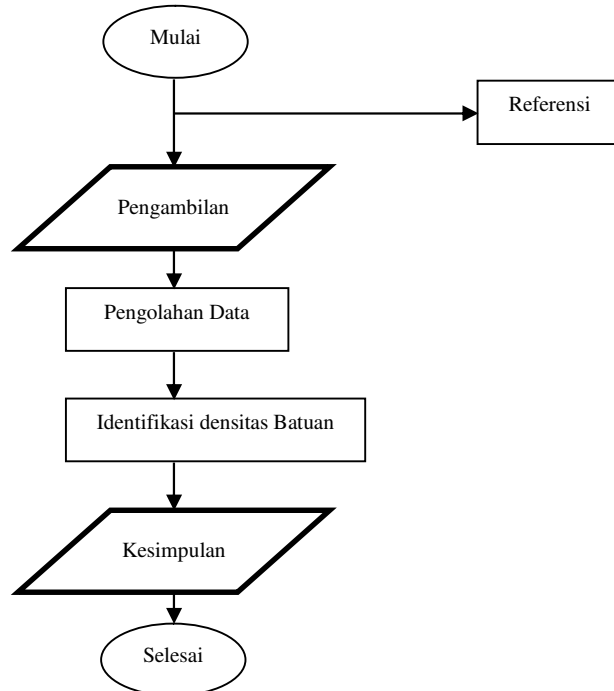 Mulai
Referensi
Pengambilan
Pengolahan Data
Identifikasi densitas Batuan
Kesimpulan
Selesai